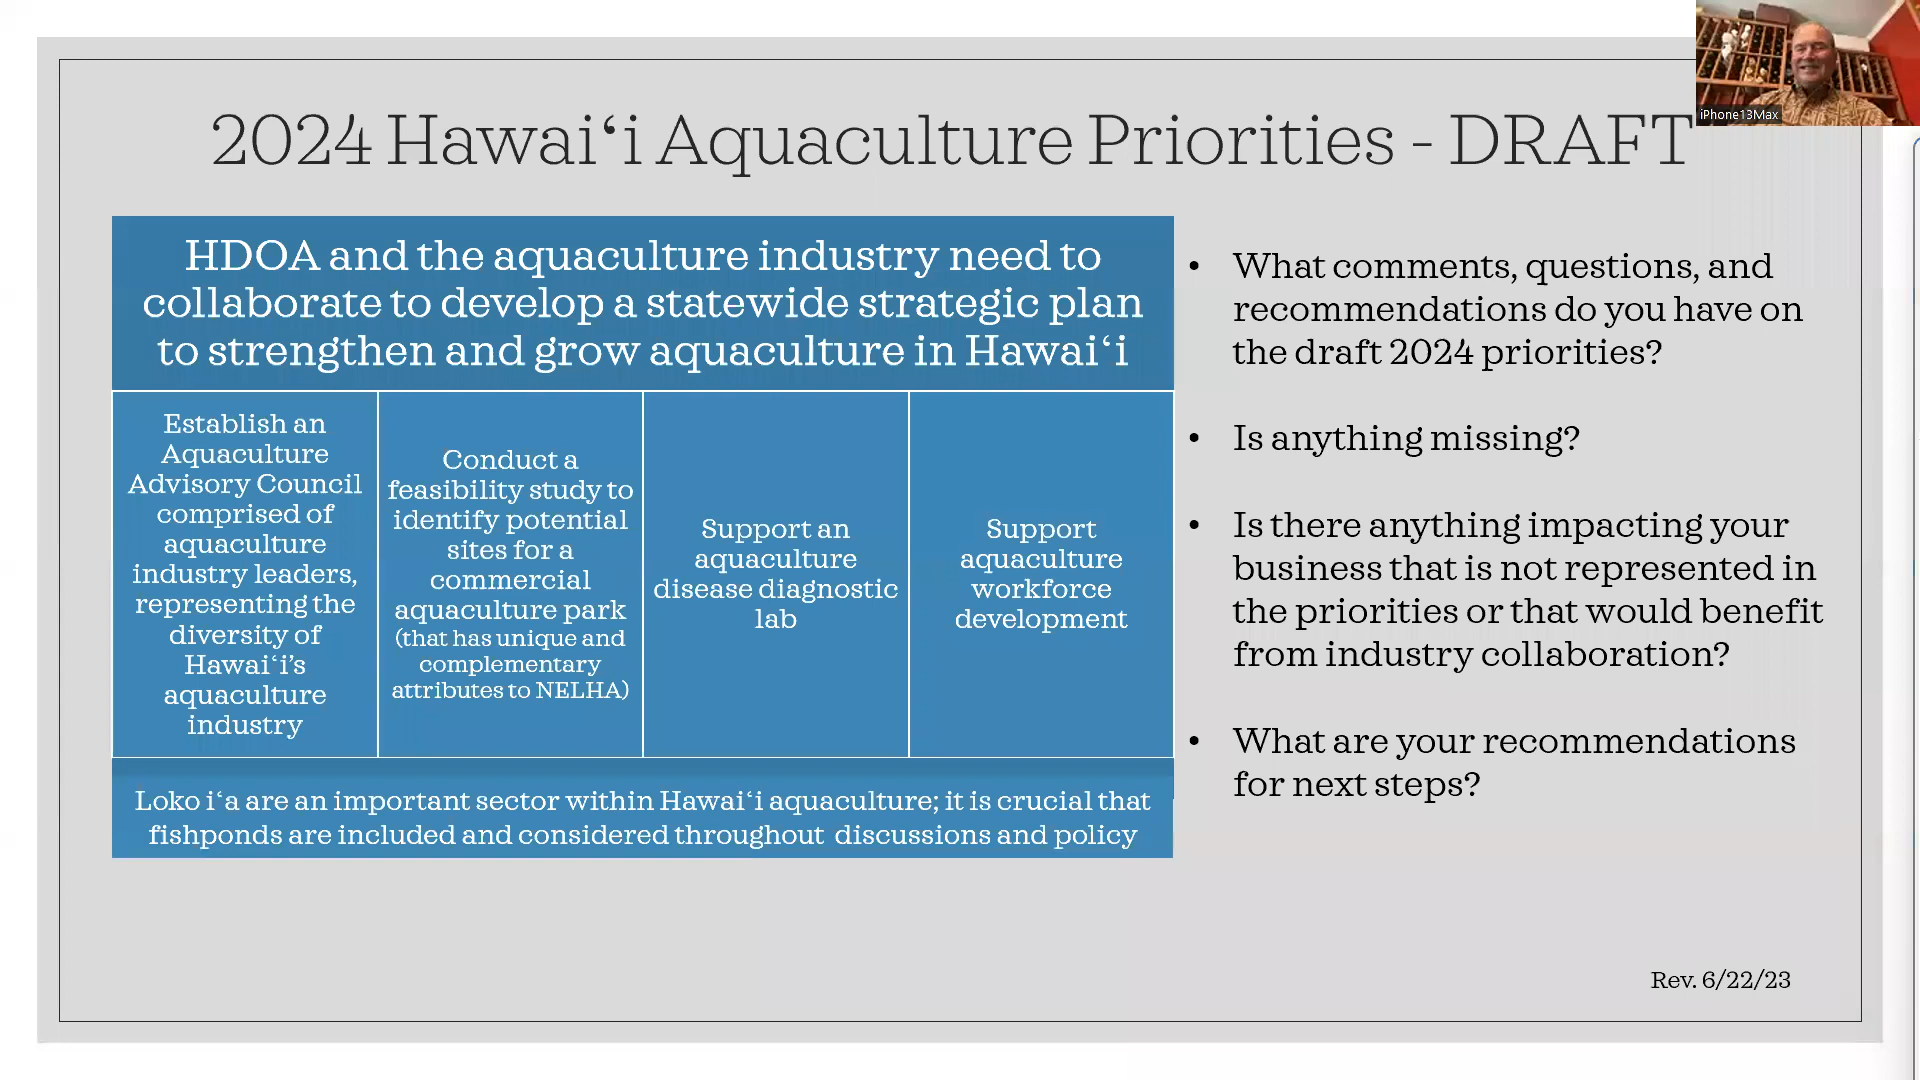 iPhone13Max
2024 Hawaiʻi Aquaculture Priorities - DRAFT
HDOA and the aquaculture industry need to
collaborate to develop a statewide strategic plan
to strengthen and grow aquaculture in Hawaiʻi
Establish an
Aquaculture
Advisory Council
comprised of
aquaculture
industry leaders,
representing the
diversity of
Hawaiʻi’s
aquaculture
industry
Conduct a
feasibility study to
identify potential
sites for a
commercial
aquaculture park
(that has unique and
complementary
attributes to NELHA)
Support an
aquaculture
disease diagnostic
lab
Support
aquaculture
workforce
development
Loko iʻa are an important sector within Hawaiʻi aquaculture; it is crucial that
fishponds are included and considered throughout discussions and policy
• What comments, questions, and
recommendations do you have on
the draft 2024 priorities?
• Is anything missing?
• Is there anything impacting your
business that is not represented in
the priorities or that would benefit
from industry collaboration?
• What are your recommendations
for next steps?
Rev. 6/22/23